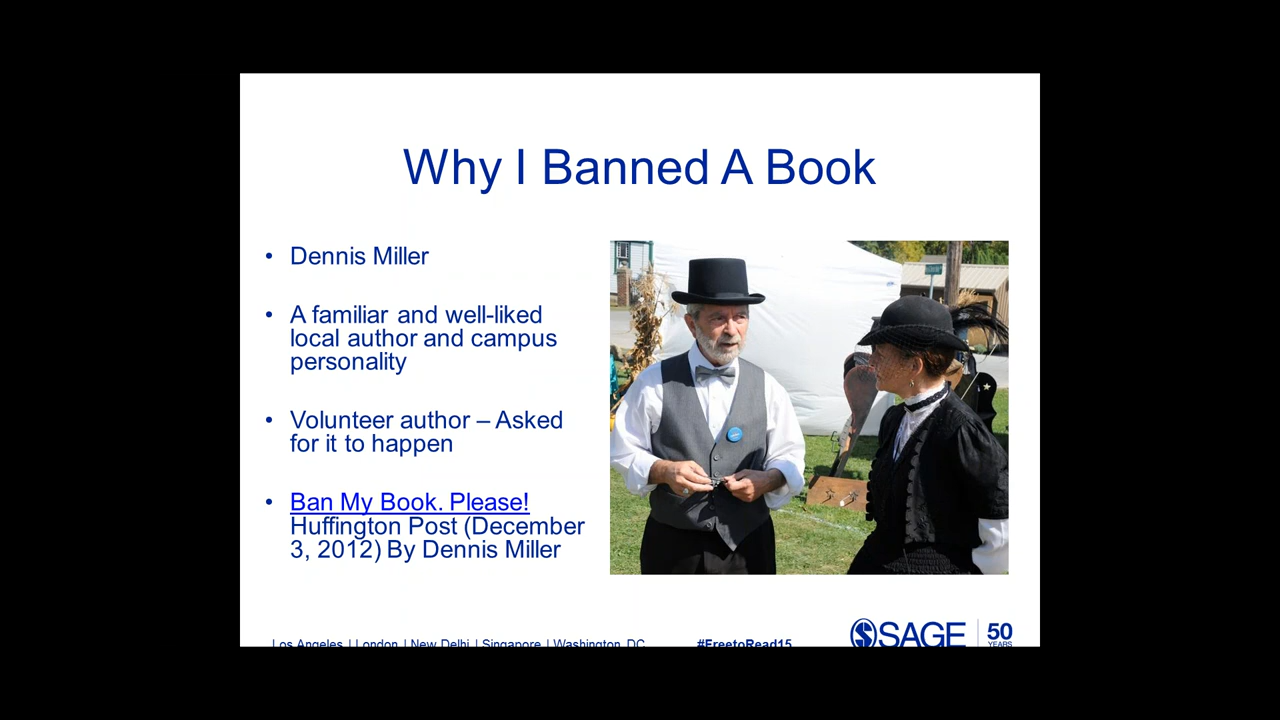 Why I Banned A Book
• Dennis Miller
• A familiar and well-liked
local author and campus
personality
• Volunteer author – Asked
for it to happen
• Ban My Book. Please!
Huffington Post (December
3, 2012) By Dennis Miller
Los Angeles | London | New Delhi | Singapore | Washington DC
#FreetoRead15
SAGE
50
YEARS